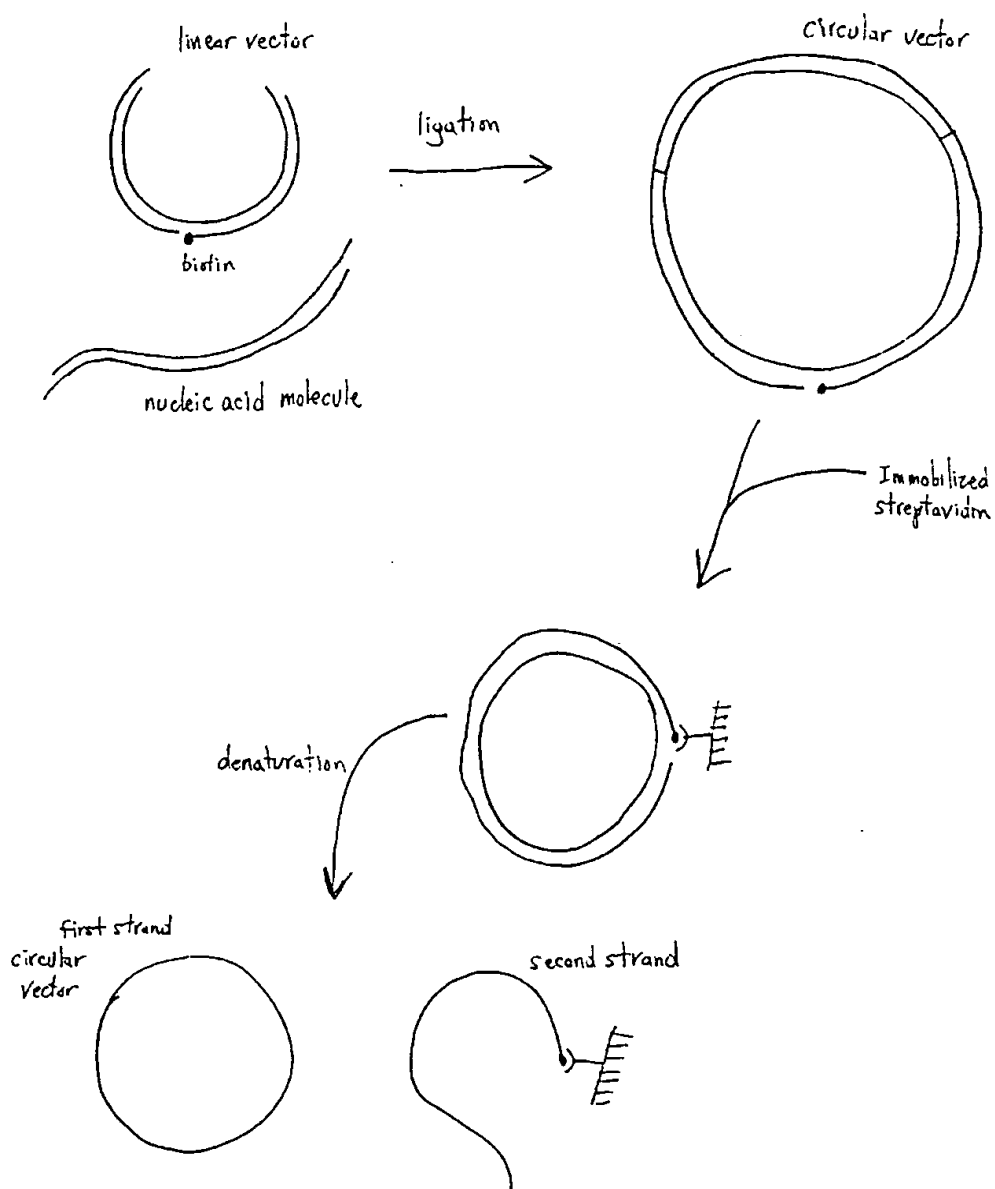 linear vector
circular vector
ligation
biotin
nucleic acid molecule
Immobilized
streptavidin
denaturation
first strand
circular
vector
second strand